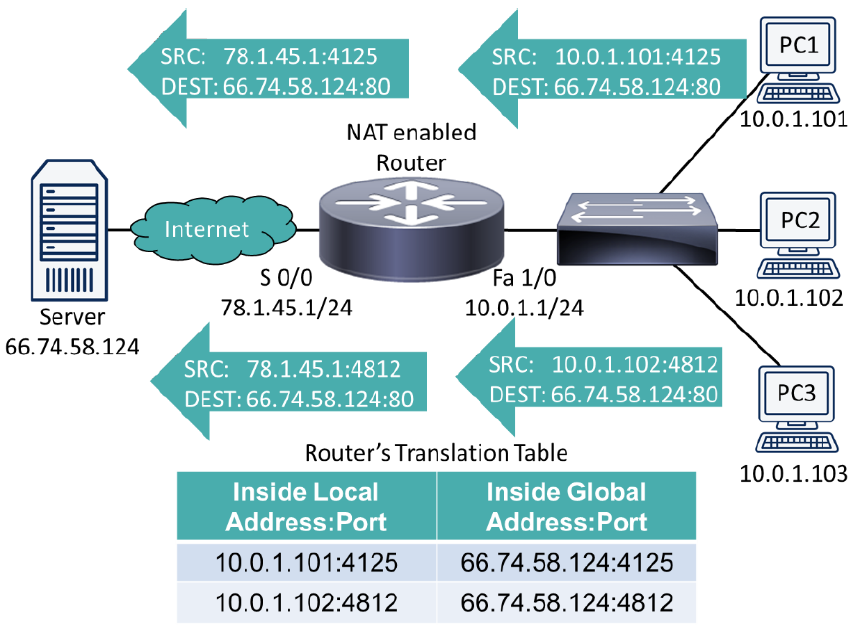 SRC: 78.1.45.1:4125
DEST: 66.74.58.124:80
SRC: 10.0.1.101:4125
DEST: 66.74.58.124:80
PC1
10.0.1.101
NAT enabled
Router
Internet
PC2
10.0.1.102
S 0/0
78.1.45.1/24
Fa 1/0
10.0.1.1/24
Server
66.74.58.124
SRC: 78.1.45.1:4812
DEST: 66.74.58.124:80
SRC: 10.0.1.102:4812
DEST: 66.74.58.124:80
PC3
10.0.1.103
Router’s Translation Table
Inside Local
Address:Port
Inside Global
Address:Port
10.0.1.101:4125
66.74.58.124:4125
10.0.1.102:4812
66.74.58.124:4812